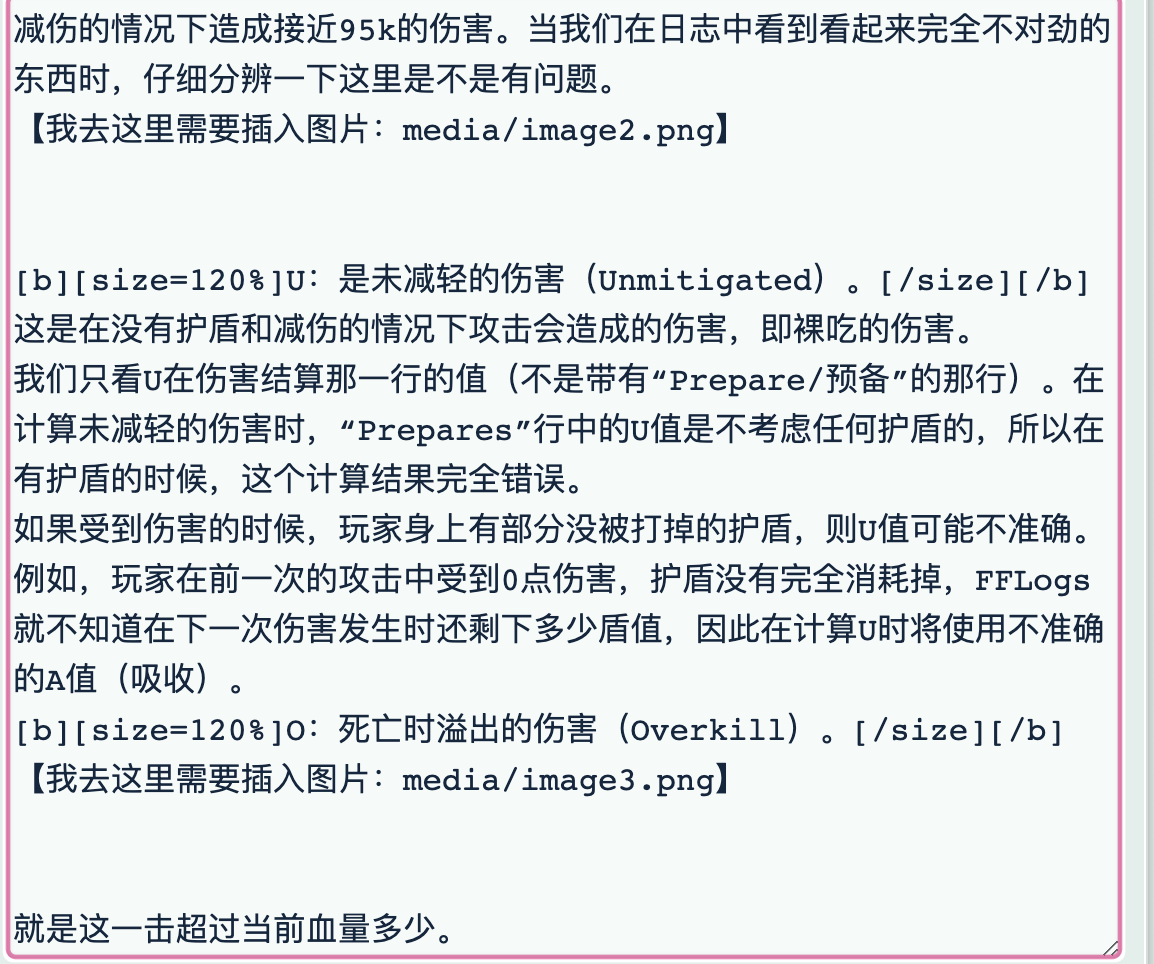 减伤的情况下造成接近95k的伤害。当我们在日志中看到看起来完全不对劲的
东西时，仔细分辨一下这里是不是有问题。
【我去这里需要插入图片：media/image2.png】
[b][size=120%]U：是未减轻的伤害（Unmitigated）。[/size][/b]
这是在没有护盾和减伤的情况下攻击会造成的伤害，即裸吃的伤害。
我们只看U在伤害结算那一行的值（不是带有“Prepare/预备”的那行）。在
计算未减轻的伤害时，“Prepares”行中的U值是不考虑任何护盾的，所以在
有护盾的时候，这个计算结果完全错误。
如果受到伤害的时候，玩家身上有部分没被打掉的护盾，则U值可能不准确。
例如，玩家在前一次的攻击中受到0点伤害，护盾没有完全消耗掉，FFLogs
就不知道在下一次伤害发生时还剩下多少盾值，因此在计算U时将使用不准确
的A值（吸收）。
[b][size=120%]O：死亡时溢出的伤害（Overkill）。[/size][/b]
【我去这里需要插入图片：media/image3.png】
就是这一击超过当前血量多少。